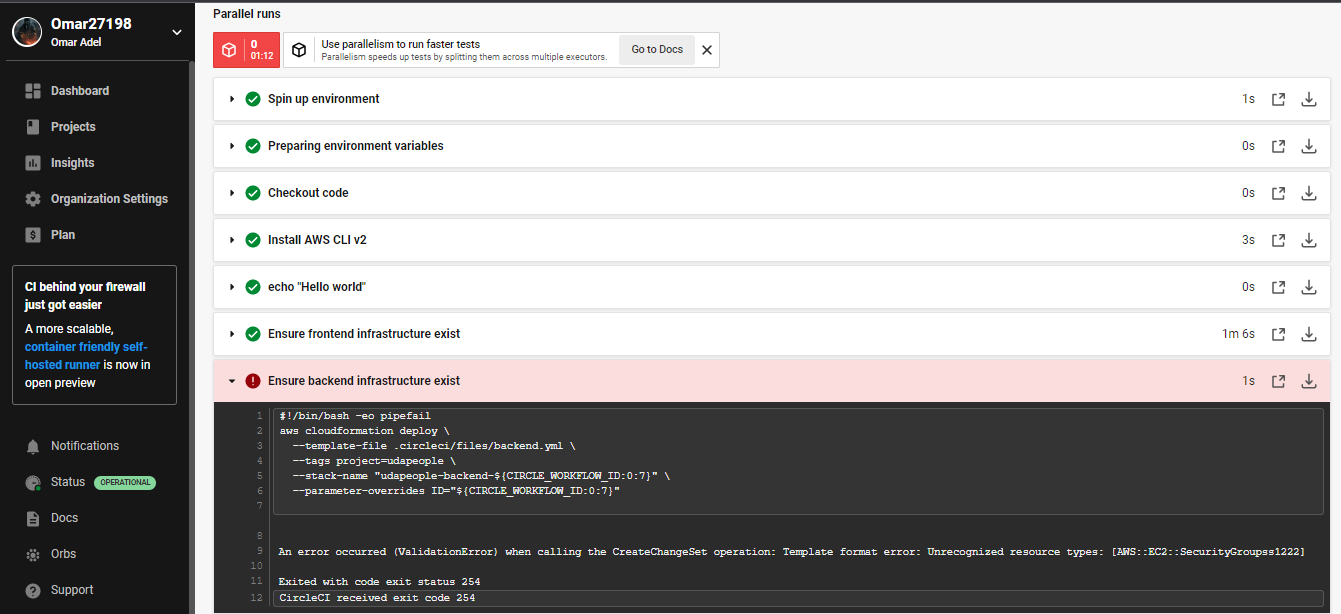 Omar27198
Omar Adel
Dashboard
Projects
Insights
Organization Settings
Plan
CI behind your firewall
just got easier
A more scalable,
container friendly self-
hosted runner is now in
open preview
Notifications
Status OPERATIONAL
Docs
Orbs
Support
Parallel runs
0
01:12
Use parallelism to run faster tests
Parallelism speeds up tests by splitting them across multiple executors.
Go to Docs
Spin up environment 1s
Preparing environment variables 0s
Checkout code 0s
Install AWS CLI v2 3s
echo "Hello world" 0s
Ensure frontend infrastructure exist 1m 6s
Ensure backend infrastructure exist 1s
1 #!/bin/bash -eo pipefail
2 aws cloudformation deploy \
3 --template-file .circleci/files/backend.yml \
4 --tags project=udapeople \
5 --stack-name "udapeople-backend-${CIRCLE_WORKFLOW_ID:0:7}" \
6 --parameter-overrides ID="${CIRCLE_WORKFLOW_ID:0:7}"
7
8
9 An error occurred (ValidationError) when calling the CreateChangeSet operation: Template format error: Unrecognized resource types: [AWS::EC2::SecurityGroupss1222]
10
11 Exited with code exit status 254
12 CircleCI received exit code 254